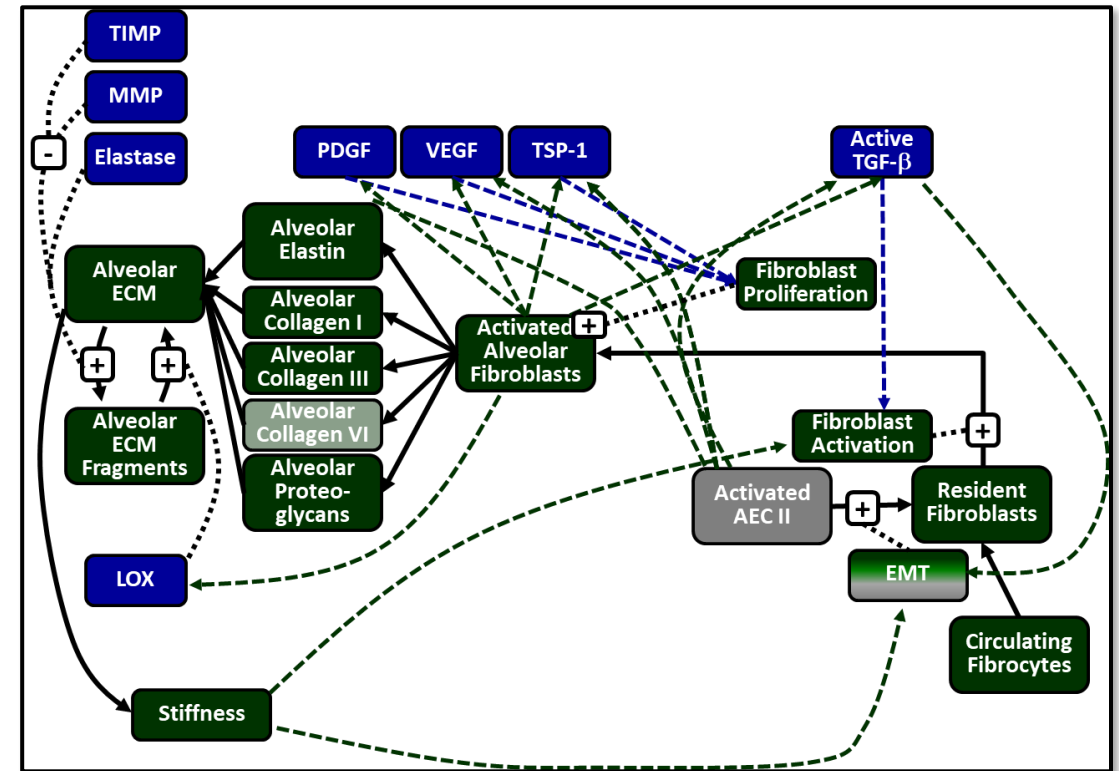 TIMP
MMP
-
Elastase
PDGF
VEGF
TSP-1
Active
TGF-β
Alveolar
Elastin
Alveolar
ECM
Fibroblast
Proliferation
Alveolar
Collagen I
Activated
Alveolar
Fibroblasts
+
Alveolar
Collagen III
+
+
Alveolar
Collagen VI
Alveolar
ECM
Fragments
Fibroblast
Activation
+
Alveolar
Proteo-
glycans
Activated
AEC II
+
Resident
Fibroblasts
LOX
EMT
Circulating
Fibrocytes
Stiffness